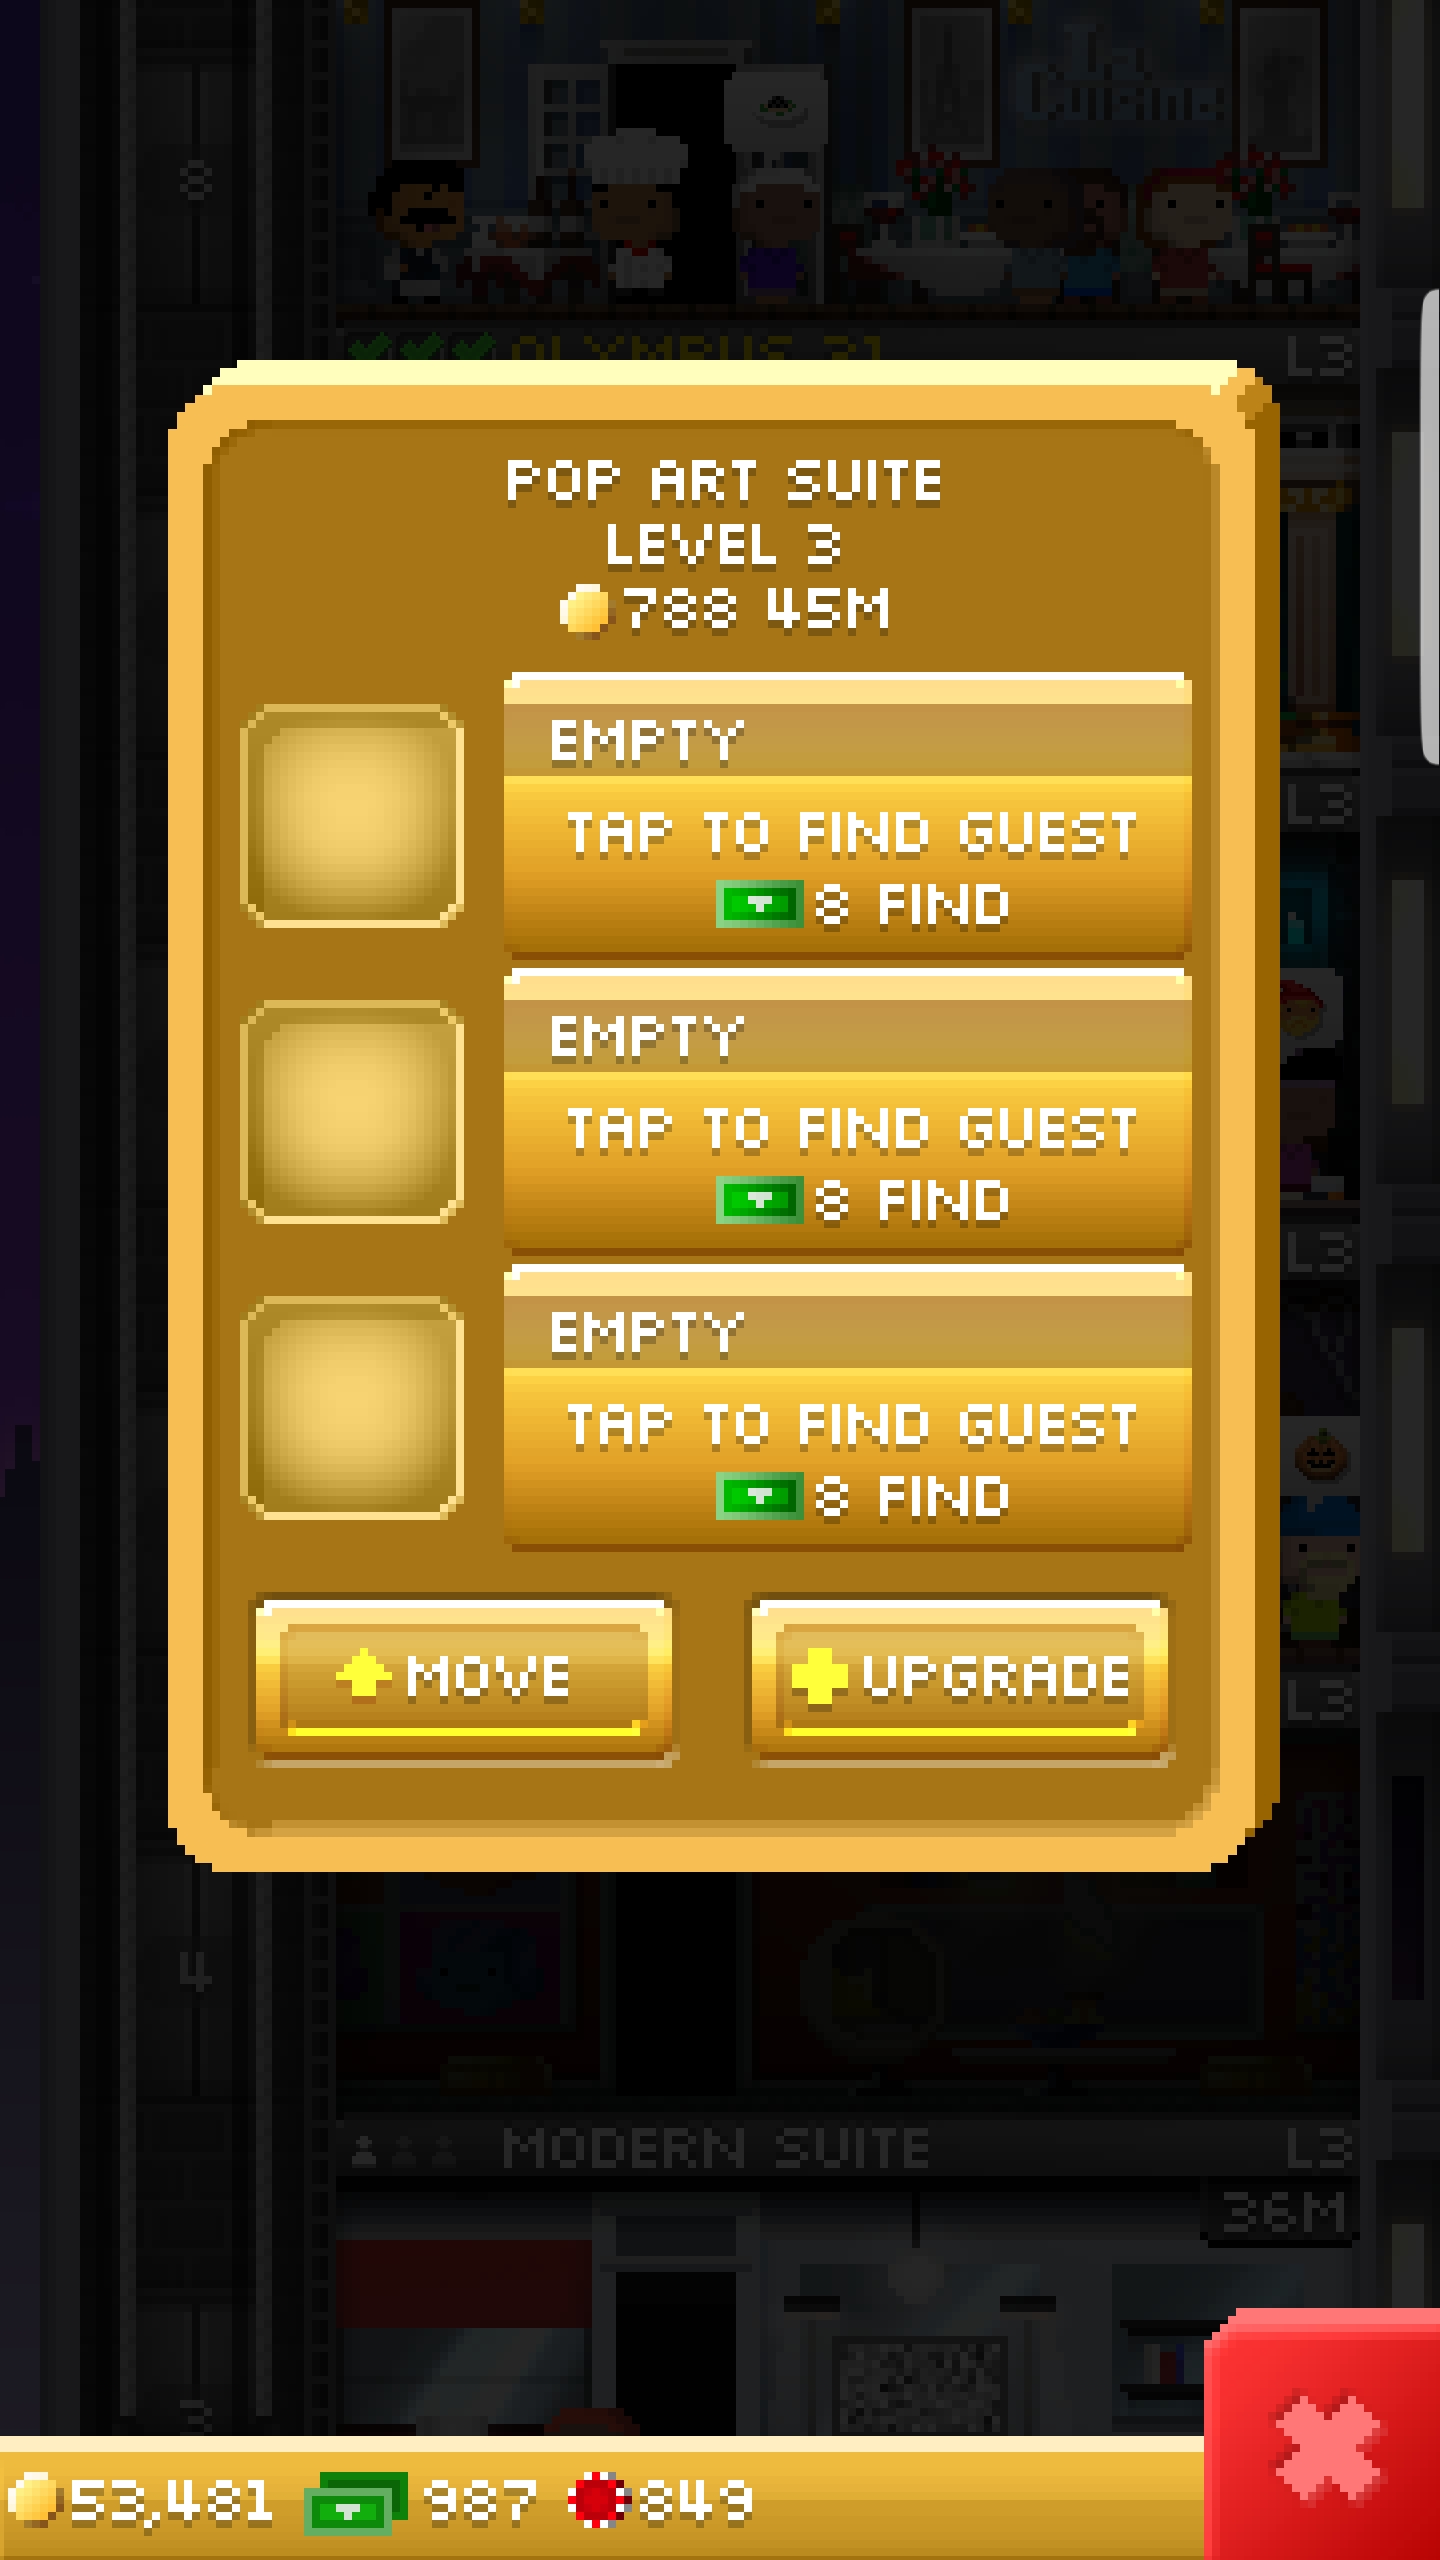 8
Tra
Cuisine
OLYMPUS 21
L3
POP ART SUITE
LEVEL 3
788 45M
EMPTY
TAP TO FIND GUEST
8 FIND
L3
EMPTY
TAP TO FIND GUEST
8 FIND
L3
EMPTY
TAP TO FIND GUEST
8 FIND
MOVE
UPGRADE
L3
4
MODERN SUITE
L3
36M
3
53,481
987
849